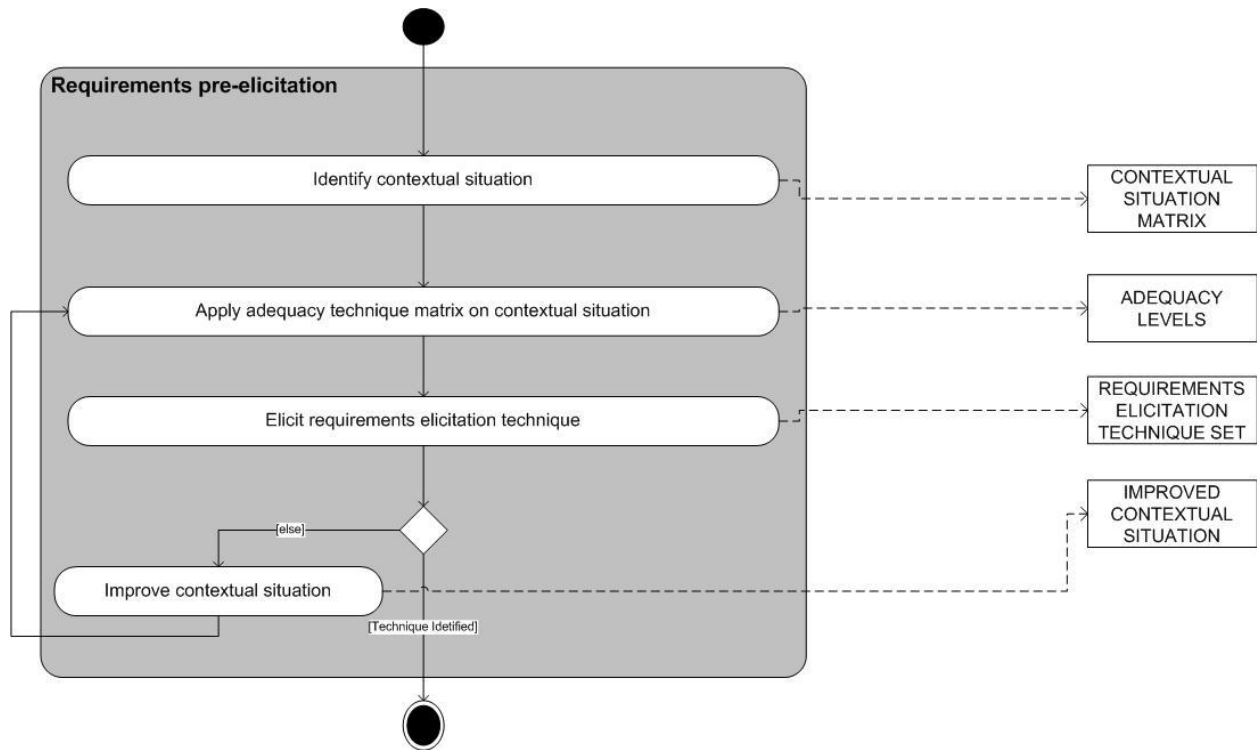 Requirements pre-elicitation
Identify contextual situation
CONTEXTUAL
SITUATION
MATRIX
Apply adequacy technique matrix on contextual situation
ADEQUACY
LEVELS
Elicit requirements elicitation technique
REQUIREMENTS
ELICITATION
TECHNIQUE SET
[else]
IMPROVED
CONTEXTUAL
SITUATION
Improve contextual situation
[Technique Idetified]